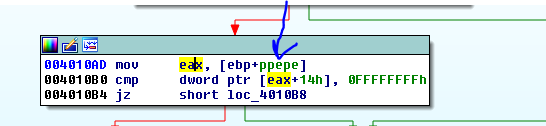 004010AD mov eax, [ebp+ppepe]
004010B0 cmp dword ptr [eax+14h], 0FFFFFFFFh
004010B4 jz short loc_4010B8